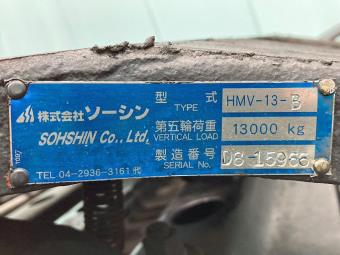 株式会社 ソーシン
SOHSHIN Co., Ltd.
TEL 04-2936-3161 代
型 式 HMV-13-B
TYPE
第五輪荷重 13000 kg
VERTICAL LOAD
製造番号 D8-15966
SERIAL No.